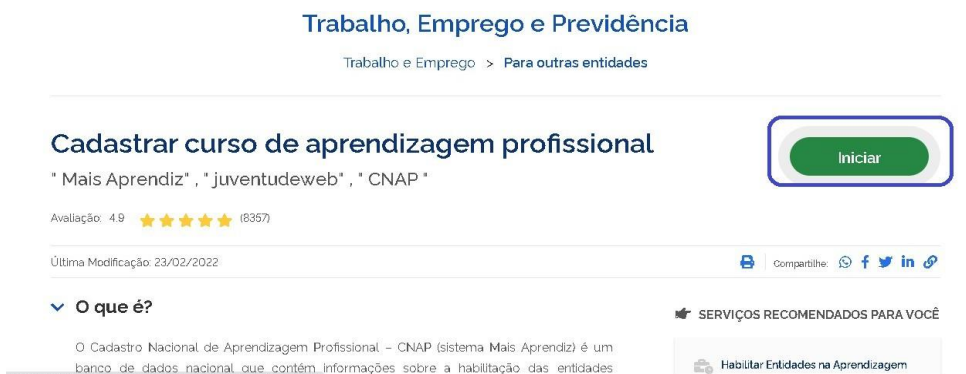 Trabalho, Emprego e Previdência
Trabalho e Emprego > Para outras entidades
Cadastrar curso de aprendizagem profissional
Iniciar
" Mais Aprendiz" , " juventudeweb" , " CNAP "
Avaliação: 4.9 (8357)
Última Modificação: 23/02/2022
Compartilhe:
O que é?
SERVIÇOS RECOMENDADOS PARA VOCÊ
O Cadastro Nacional de Aprendizagem Profissional – CNAP (sistema Mais Aprendiz) é um
banco de dados nacional que contém informações sobre a habilitação das entidades
Habilitar Entidades na Aprendizagem